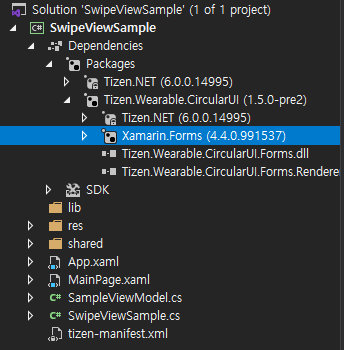 Solution 'SwipeViewSample' (1 of 1 project)
SwipeViewSample
Dependencies
Packages
Tizen.NET (6.0.0.14995)
Tizen.Wearable.CircularUI (1.5.0-pre2)
Tizen.NET (6.0.0.14995)
Xamarin.Forms (4.4.0.991537)
Tizen.Wearable.CircularUI.Forms.dll
Tizen.Wearable.CircularUI.Forms.Rendere
SDK
lib
res
shared
App.xaml
MainPage.xaml
SampleViewModel.cs
SwipeViewSample.cs
tizen-manifest.xml